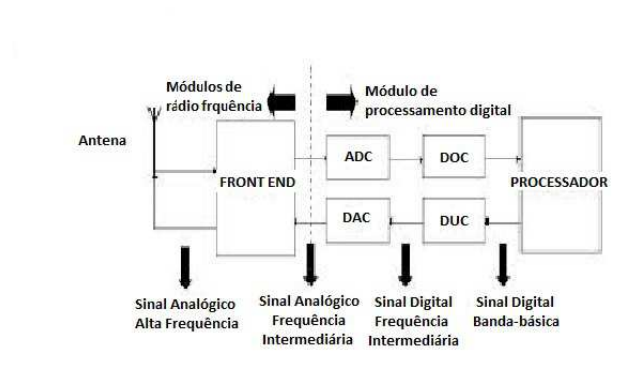 Módulos de
rádio frquência
Módulo de
processamento digital
Antena
FRONT END
ADC
DOC
PROCESSADOR
DAC
DUC
Sinal Analógico
Alta Frequência
Sinal Analógico
Frequência
Intermediária
Sinal Digital
Frequência
Intermediária
Sinal Digital
Banda-básica